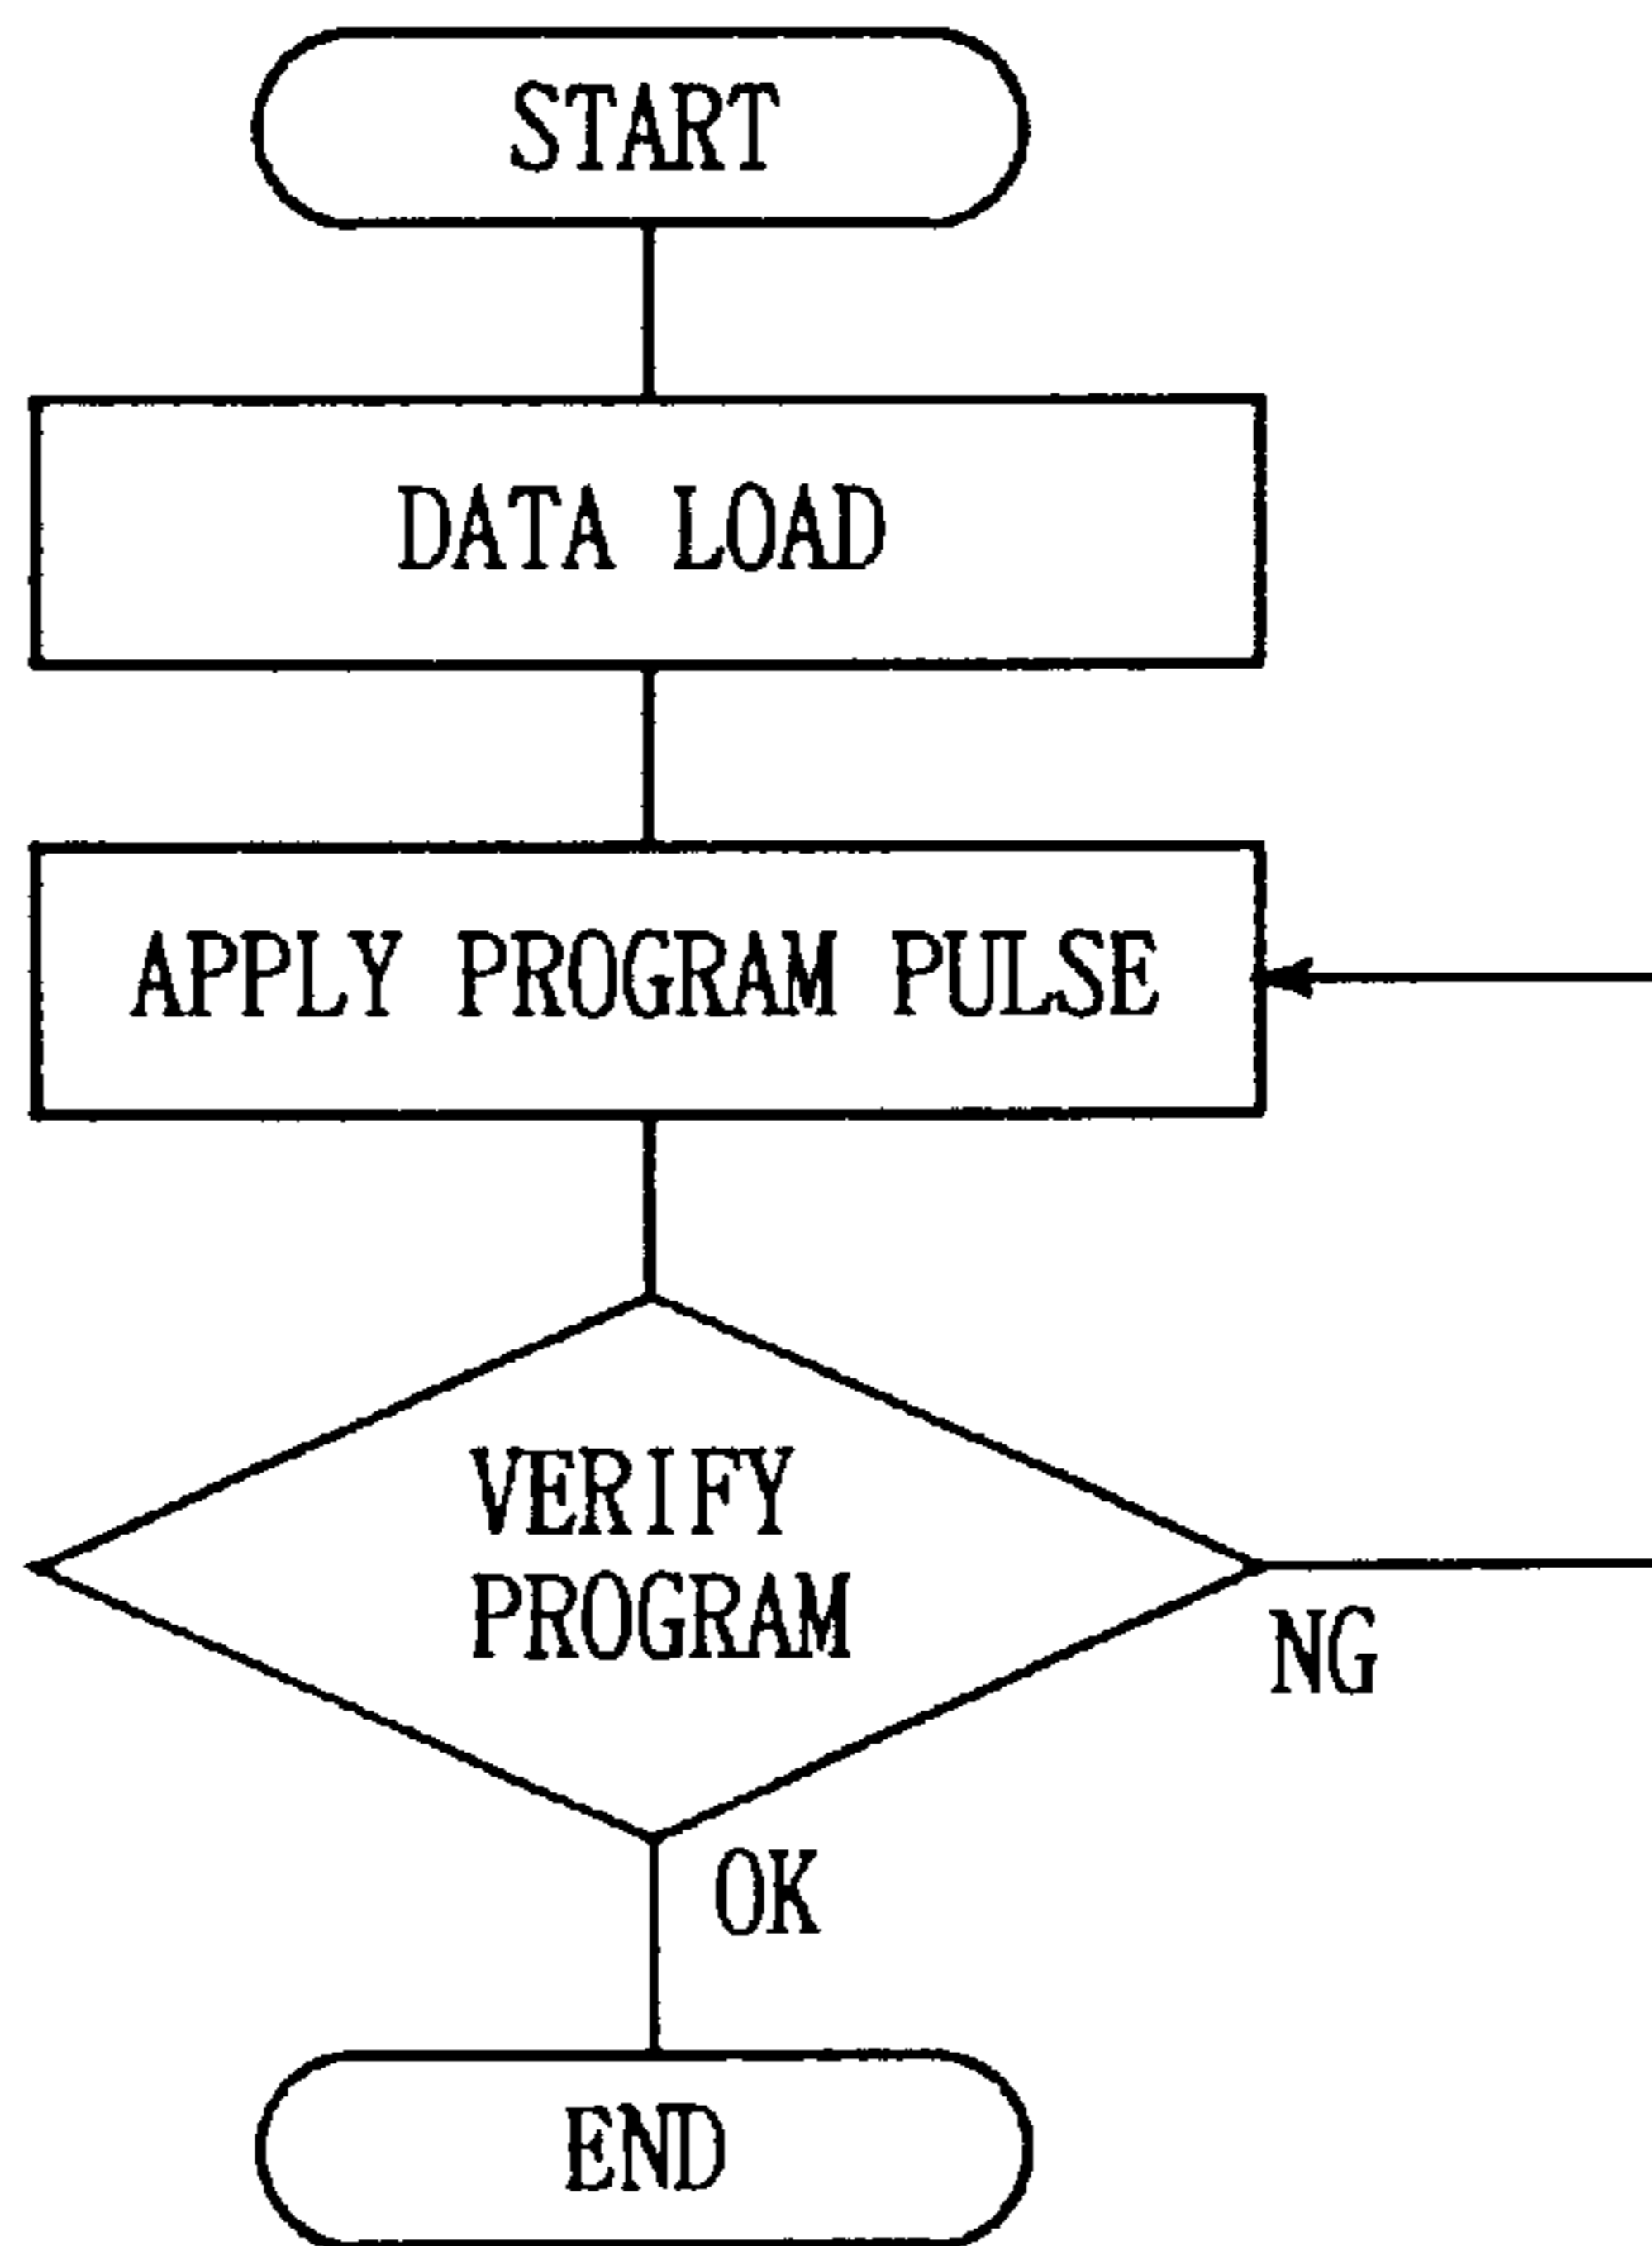 START
DATA LOAD
APPLY PROGRAM PULSE
VERIFY
PROGRAM
NG
OK
END